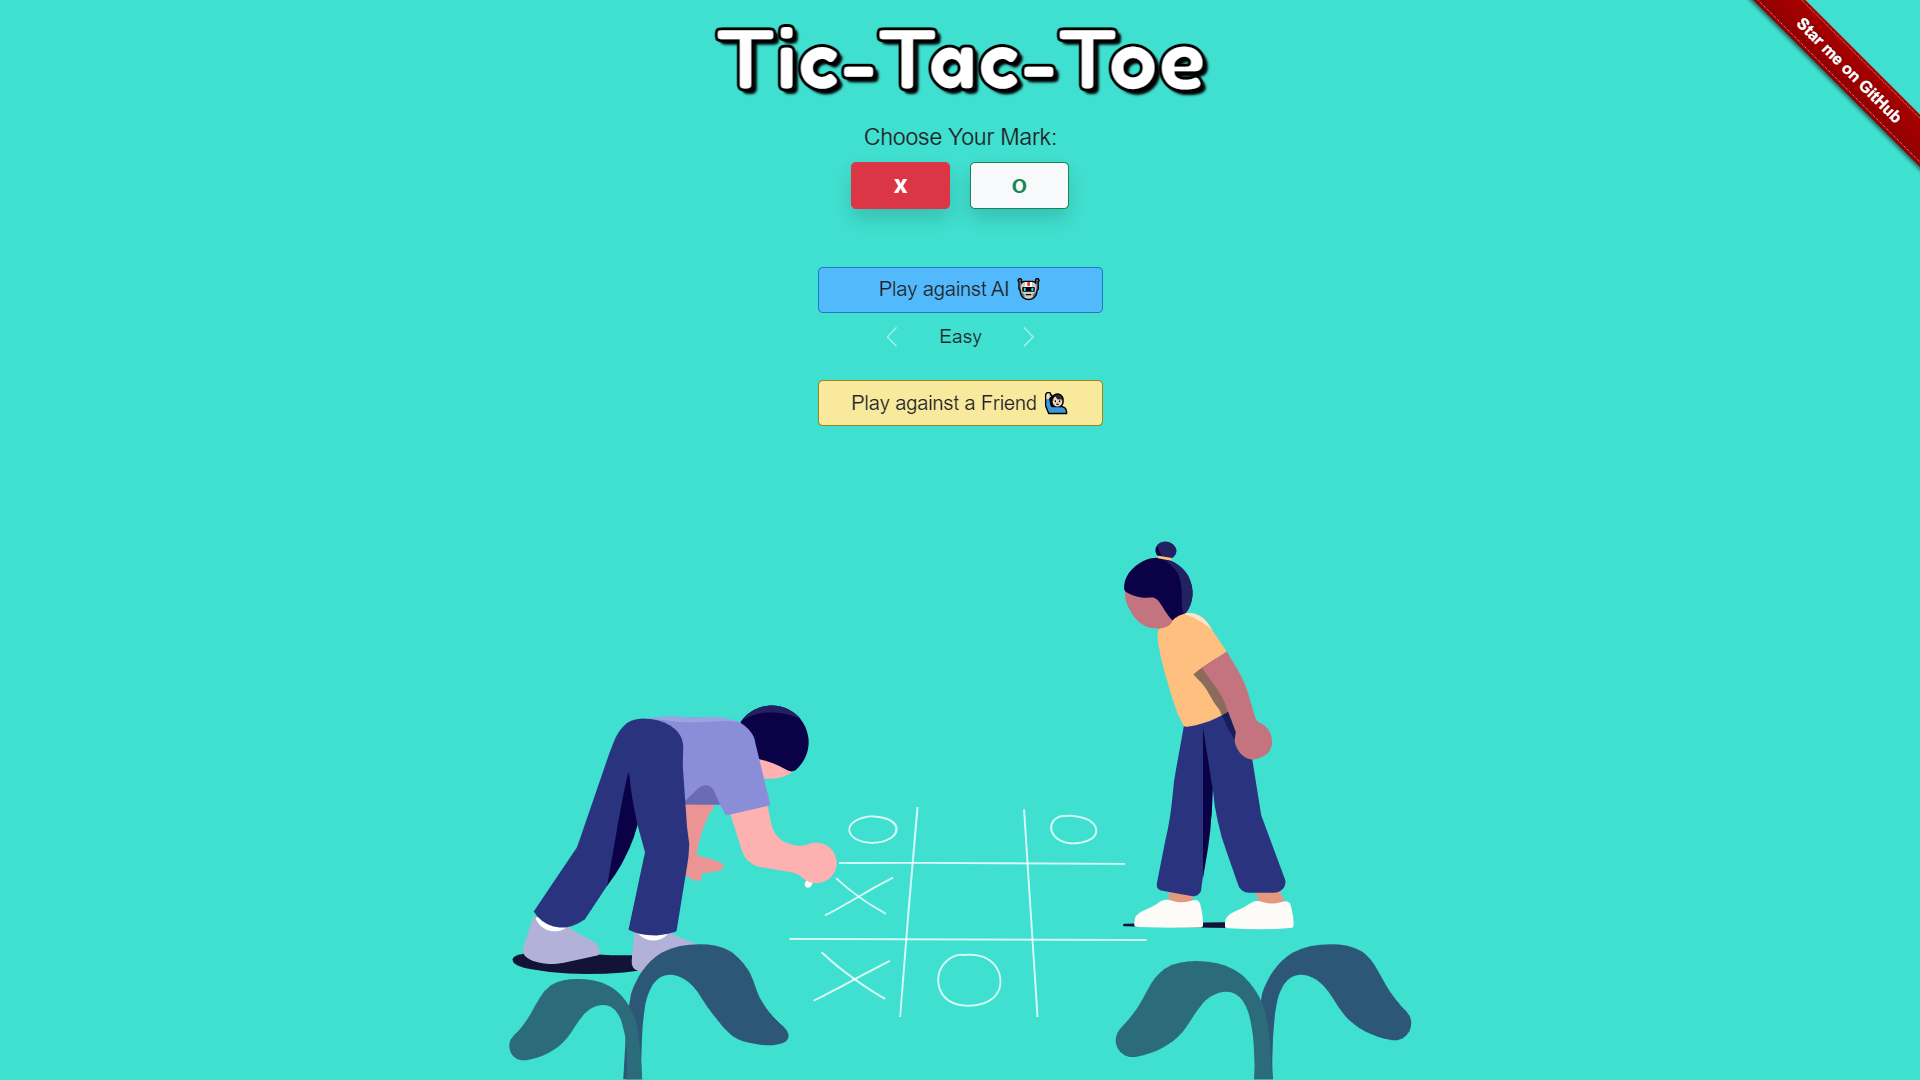 Tic-Tac-Toe
Star me on GitHub
Choose Your Mark:
X O
Play against AI
Easy
Play against a Friend